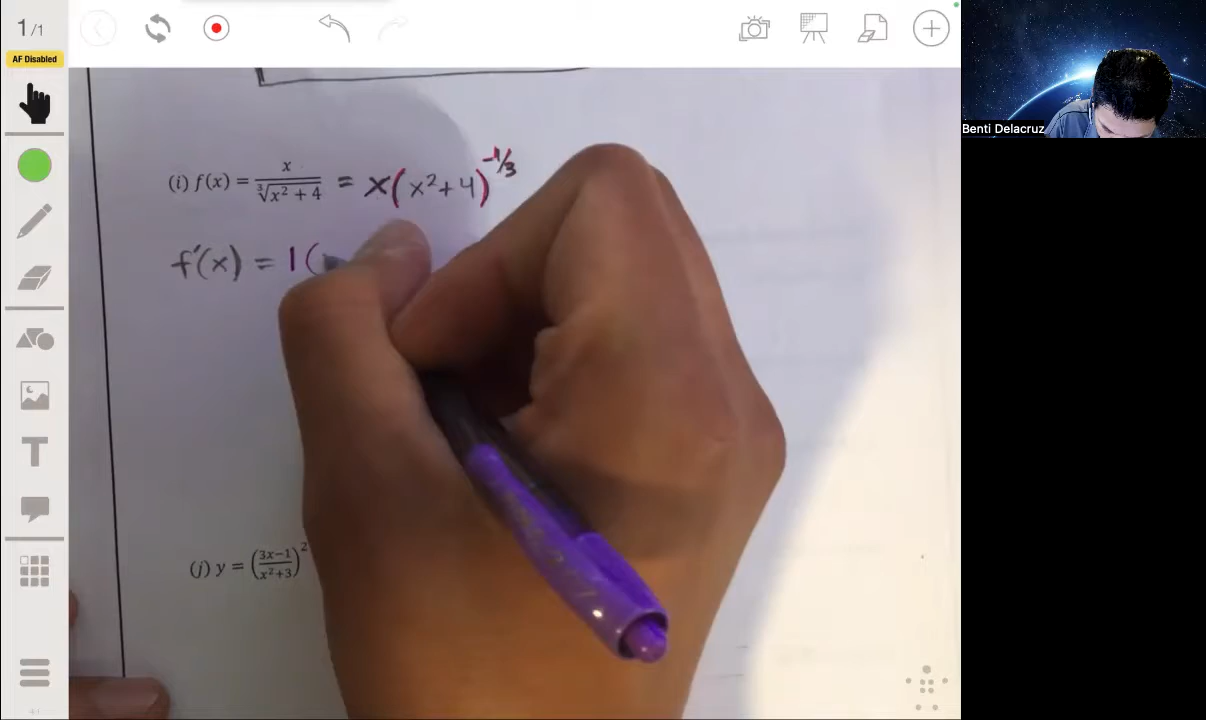 1/1
AF Disabled
Benti Delacruz
(i) f(x) = x/∛(x² + 4) = x(x² + 4)^(-1/3)
f'(x) = 1(
(j) y = ((3x−1)/(x²+3))²
T